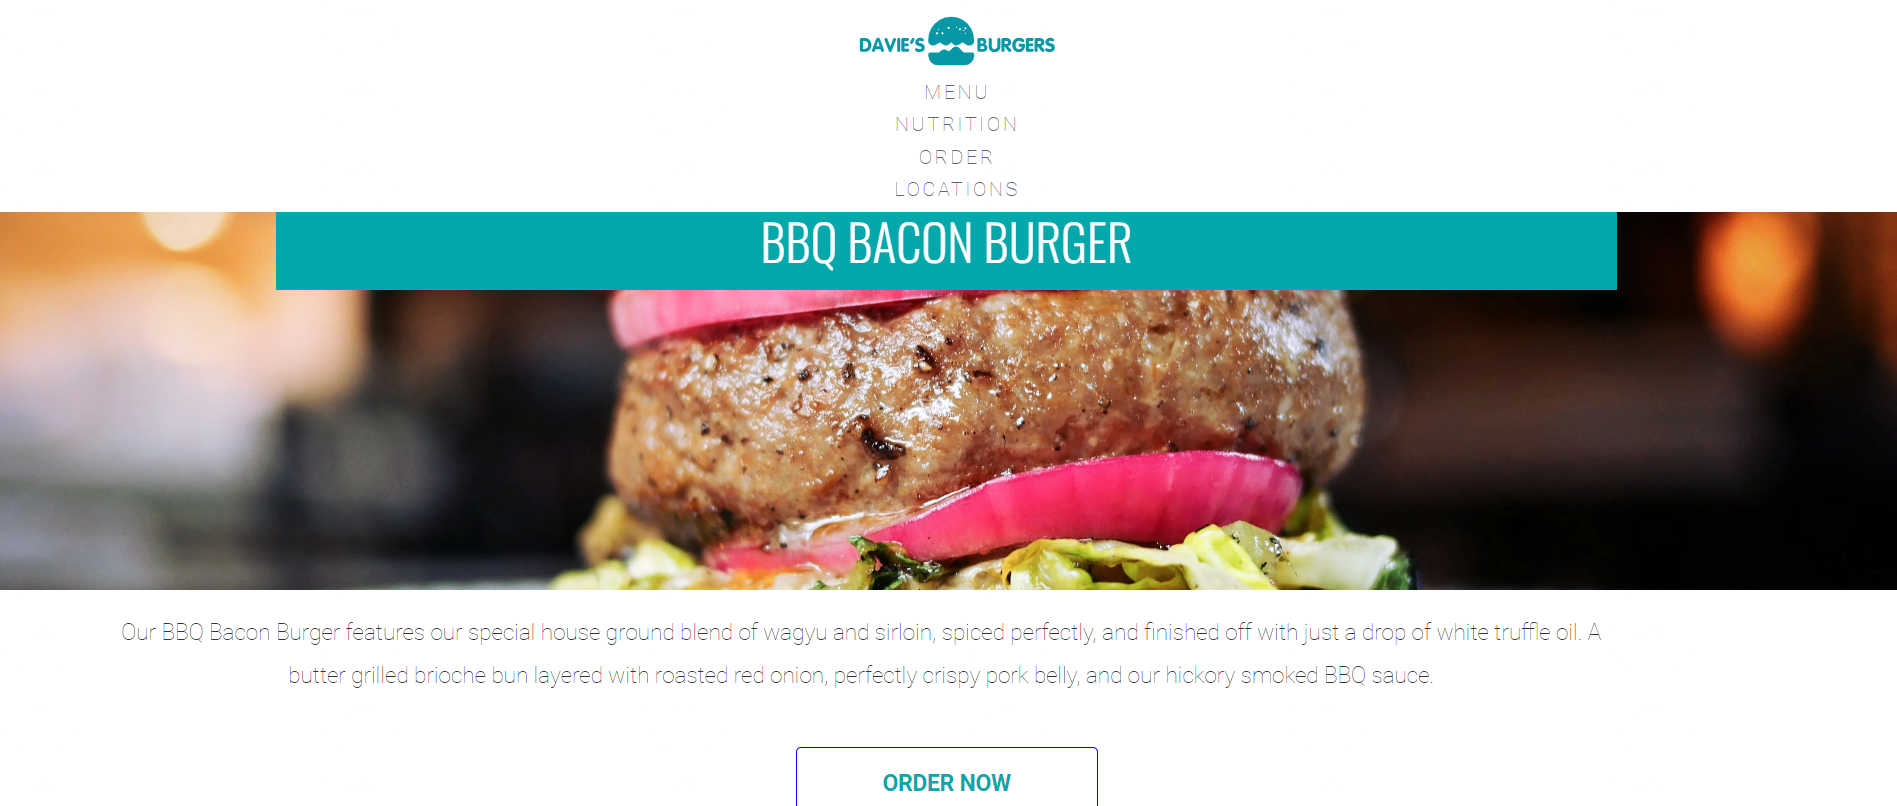 DAVIE'S BURGERS
MENU
NUTRITION
ORDER
LOCATIONS
BBQ BACON BURGER
Our BBQ Bacon Burger features our special house ground blend of wagyu and sirloin, spiced perfectly, and finished off with just a drop of white truffle oil. A
butter grilled brioche bun layered with roasted red onion, perfectly crispy pork belly, and our hickory smoked BBQ sauce.
ORDER NOW